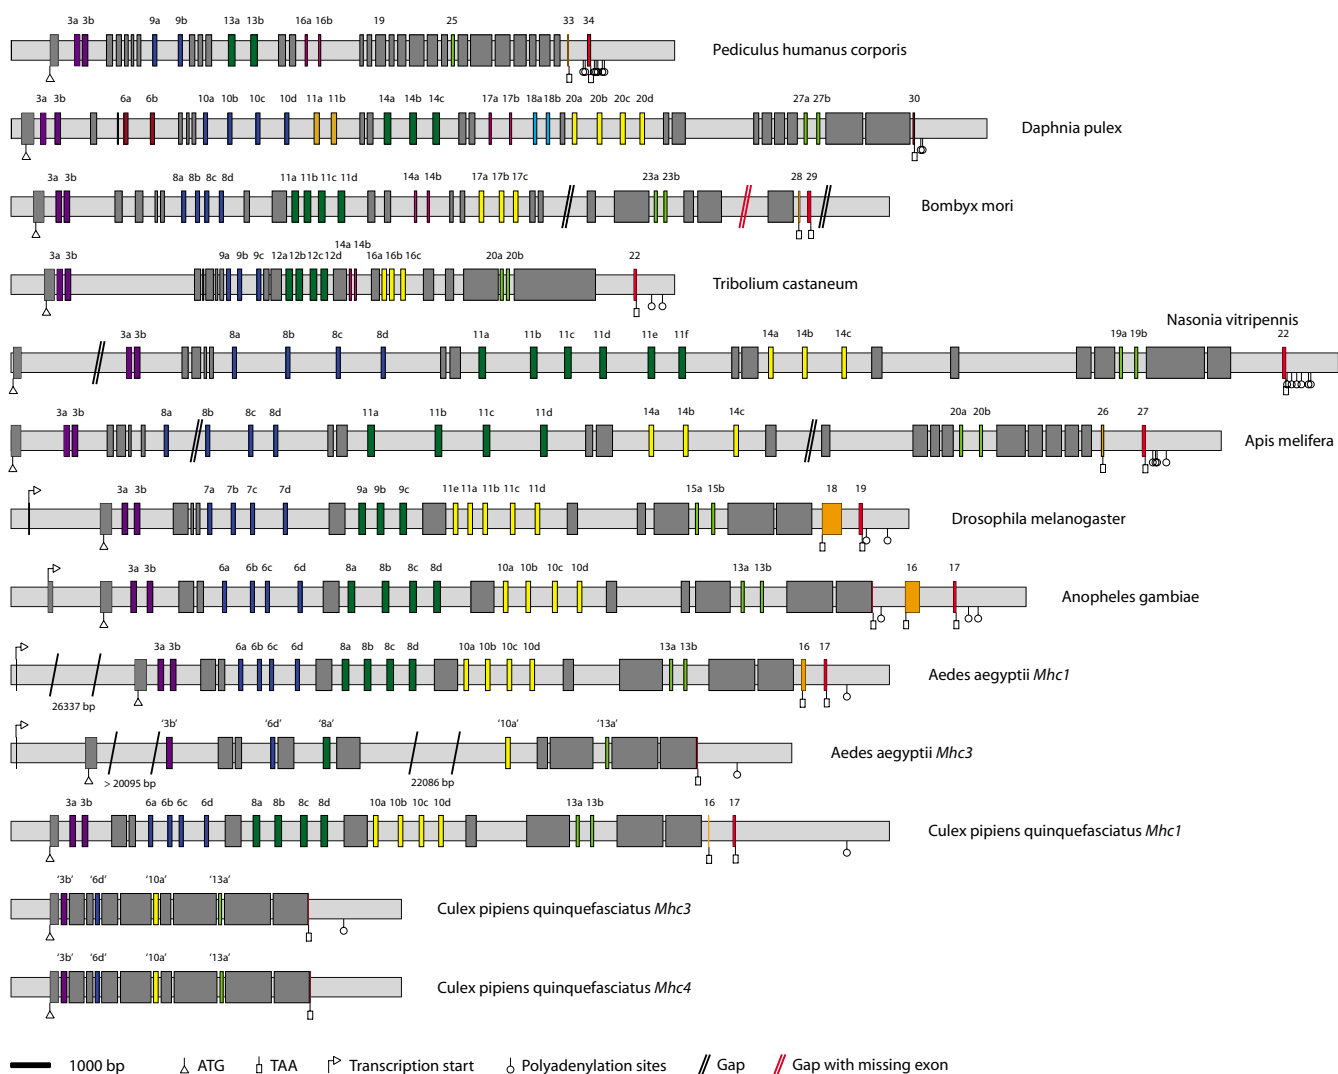 3a 3b 9a 9b 13a 13b 16a 16b 19 25 33 34
Pediculus humanus corporis
3a 3b 6a 6b 10a 10b 10c 10d 11a 11b 14a 14b 14c 17a 17b 18a 18b 20a 20b 20c 20d 27a 27b 30
Daphnia pulex
3a 3b 8a 8b 8c 8d 11a 11b 11c 11d 14a 14b 17a 17b 17c 23a 23b 28 29
Bombyx mori
3a 3b 9a 9b 9c 12a 12b 12c 12d 14a 14b 16a 16b 16c 20a 20b 22
Tribolium castaneum
Nasonia vitripennis
3a 3b 8a 8b 8c 8d 11a 11b 11c 11d 11e 11f 14a 14b 14c 19a 19b 22
3a 3b 8a 8b 8c 8d 11a 11b 11c 11d 14a 14b 14c 20a 20b 26 27
Apis melifera
3a 3b 7a 7b 7c 7d 9a 9b 9c 11e 11a 11b 11c 11d 15a 15b 18 19
Drosophila melanogaster
3a 3b 6a 6b 6c 6d 8a 8b 8c 8d 10a 10b 10c 10d 13a 13b 16 17
Anopheles gambiae
3a 3b 6a 6b 6c 6d 8a 8b 8c 8d 10a 10b 10c 10d 13a 13b 16 17
Aedes aegyptii Mhc1
26337 bp
'3b' '6d' '8a' '10a' '13a'
Aedes aegyptii Mhc3
> 20095 bp 22086 bp
3a 3b 6a 6b 6c 6d 8a 8b 8c 8d 10a 10b 10c 10d 13a 13b 16 17
Culex pipiens quinquefasciatus Mhc1
'3b' '6d' '10a' '13a'
Culex pipiens quinquefasciatus Mhc3
'3b' '6d' '10a' '13a'
Culex pipiens quinquefasciatus Mhc4
1000 bp ATG TAA Transcription start Polyadenylation sites Gap Gap with missing exon